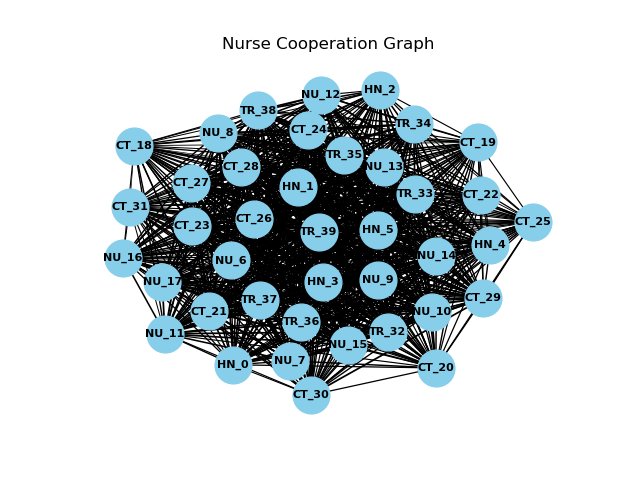 Nurse Cooperation Graph
HN_2
NU_12
TR_38
TR_34
CT_24
NU_8
CT_19
CT_18
TR_35
NU_13
CT_28
CT_27
HN_1
TR_33
CT_22
CT_31
CT_26
CT_25
CT_23
HN_5
TR_39
HN_4
NU_14
NU_16
NU_6
NU_9
HN_3
NU_17
CT_29
TR_37
CT_21
NU_10
TR_36
TR_32
NU_11
NU_15
NU_7
HN_0
CT_20
CT_30